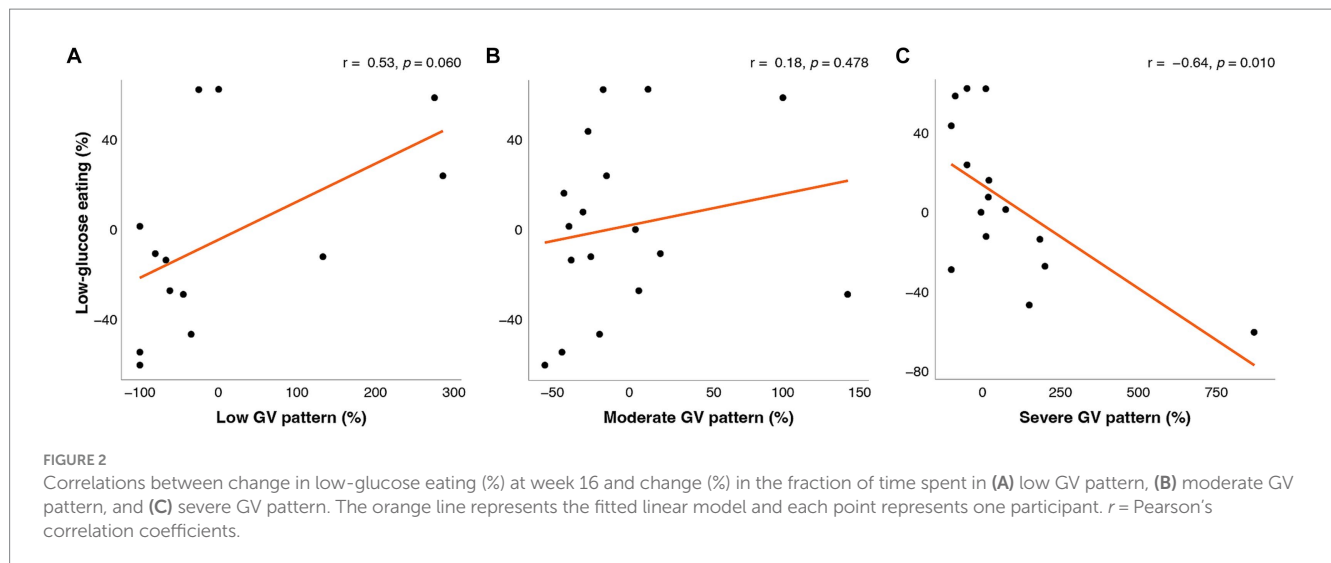 A
r = 0.53, p = 0.060
B
r = 0.18, p = 0.478
C
r = −0.64, p = 0.010
Low-glucose eating (%)
40
0
−40
−100
0
100
200
300
Low GV pattern (%)
40
0
−40
−50
0
50
100
150
Moderate GV pattern (%)
40
0
−40
−80
0
250
500
750
Severe GV pattern (%)
FIGURE 2
Correlations between change in low-glucose eating (%) at week 16 and change (%) in the fraction of time spent in (A) low GV pattern, (B) moderate GV
pattern, and (C) severe GV pattern. The orange line represents the fitted linear model and each point represents one participant. r = Pearson’s
correlation coefficients.